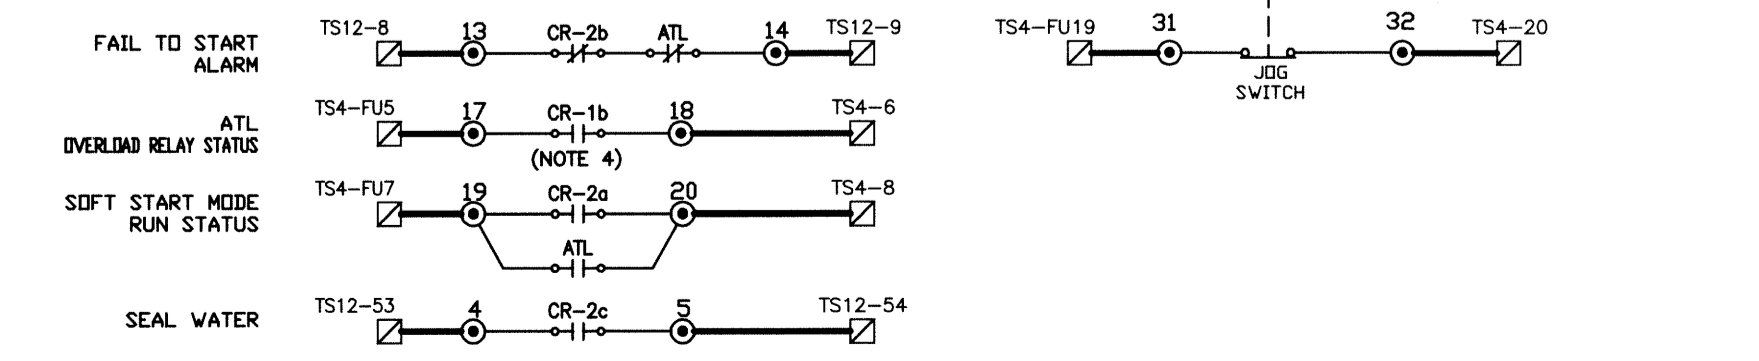 FAIL TO START
ALARM
TS12-8
13
CR-2b
ATL
14
TS12-9
TS4-FU19
31
JOG
SWITCH
32
TS4-20
ATL
OVERLOAD RELAY STATUS
TS4-FU5
17
CR-1b
(NOTE 4)
18
TS4-6
SOFT START MODE
RUN STATUS
TS4-FU7
19
CR-2a
20
TS4-8
ATL
SEAL WATER
TS12-53
4
CR-2c
5
TS12-54